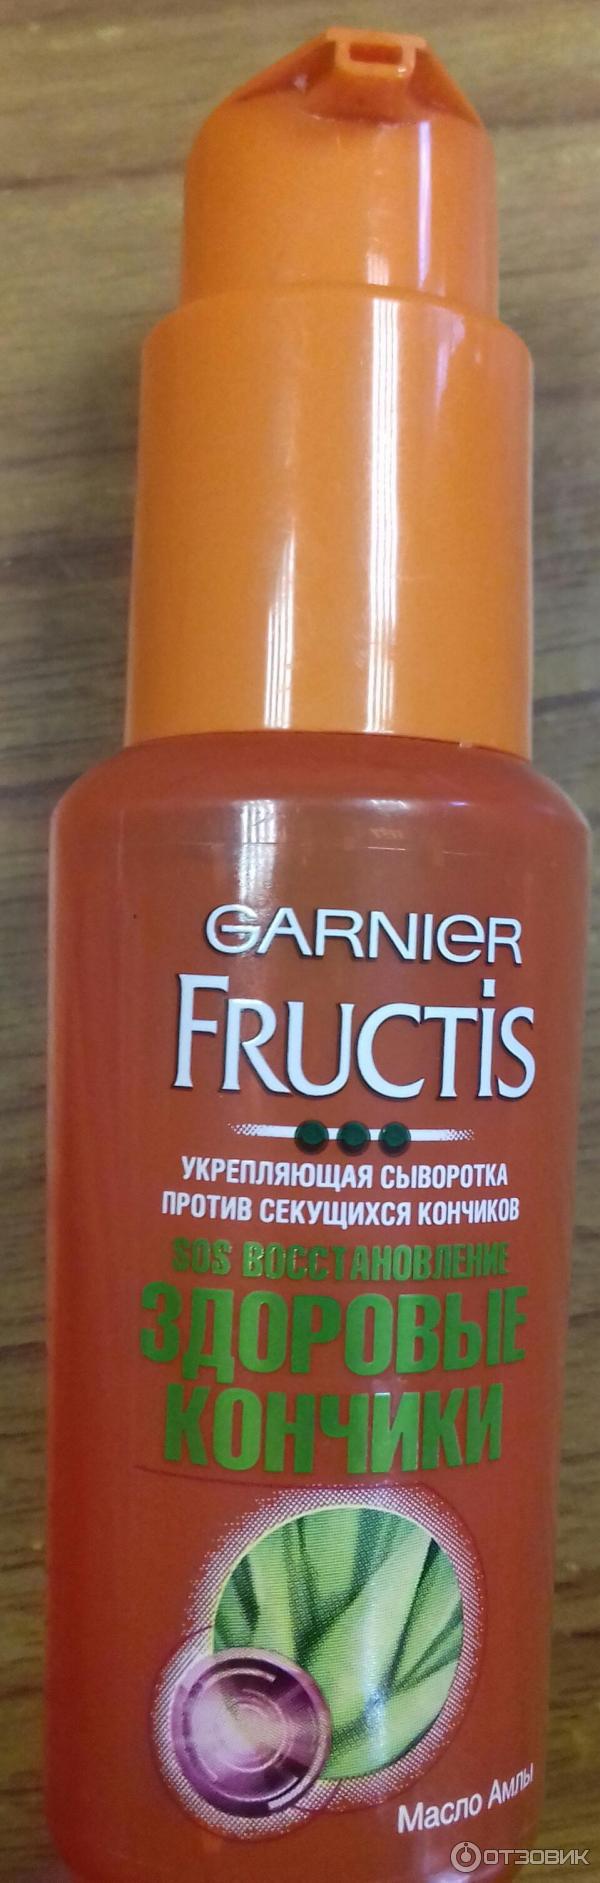 GARNIER
FRUCTIS
УКРЕПЛЯЮЩАЯ СЫВОРОТКА
ПРОТИВ СЕКУЩИХСЯ КОНЧИКОВ
SOS ВОССТАНОВЛЕНИЕ
ЗДОРОВЫЕ
КОНЧИКИ
Масло Амлы
ОТЗОВИК